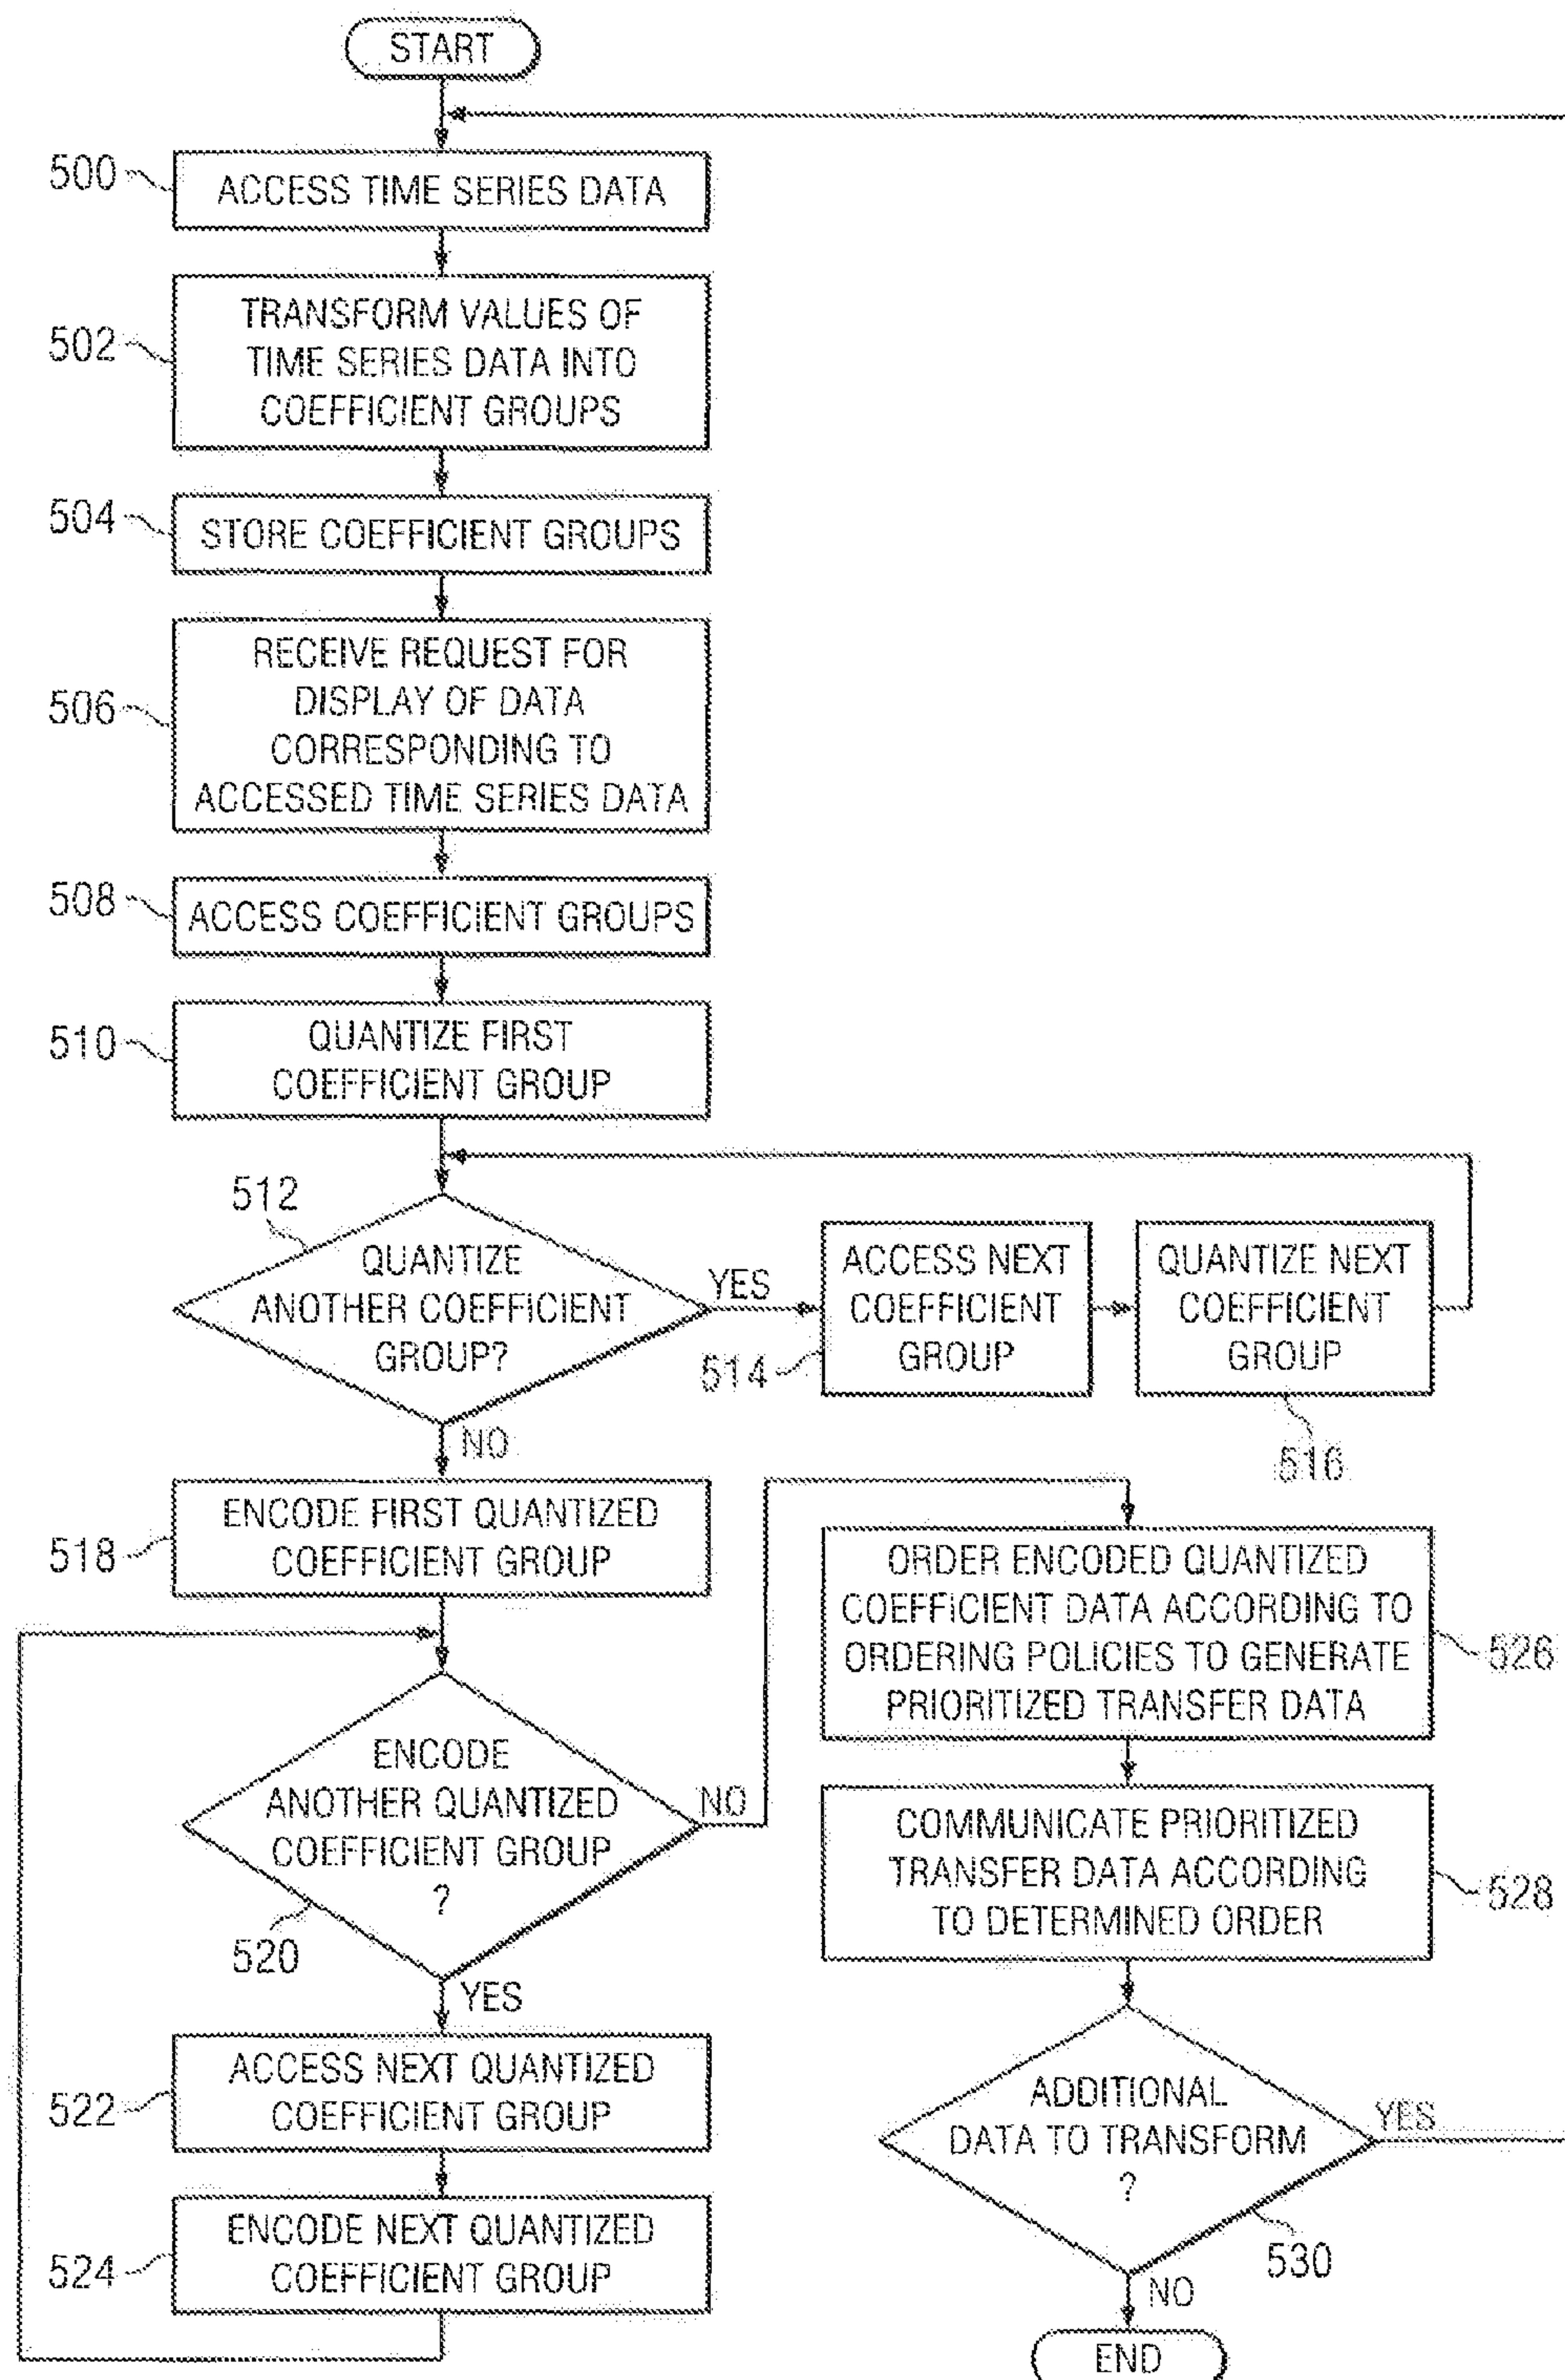 START
500
ACCESS TIME SERIES DATA
502
TRANSFORM VALUES OF
TIME SERIES DATA INTO
COEFFICIENT GROUPS
504
STORE COEFFICIENT GROUPS
506
RECEIVE REQUEST FOR
DISPLAY OF DATA
CORRESPONDING TO
ACCESSED TIME SERIES DATA
508
ACCESS COEFFICIENT GROUPS
510
QUANTIZE FIRST
COEFFICIENT GROUP
512
QUANTIZE
ANOTHER COEFFICIENT
GROUP?
YES
NO
514
ACCESS NEXT
COEFFICIENT
GROUP
QUANTIZE NEXT
COEFFICIENT
GROUP
516
518
ENCODE FIRST QUANTIZED
COEFFICIENT GROUP
ENCODE
ANOTHER QUANTIZED
COEFFICIENT GROUP
?
520
NO
YES
522
ACCESS NEXT QUANTIZED
COEFFICIENT GROUP
524
ENCODE NEXT QUANTIZED
COEFFICIENT GROUP
ORDER ENCODED QUANTIZED
COEFFICIENT DATA ACCORDING TO
ORDERING POLICIES TO GENERATE
PRIORITIZED TRANSFER DATA
526
COMMUNICATE PRIORITIZED
TRANSFER DATA ACCORDING
TO DETERMINED ORDER
528
ADDITIONAL
DATA TO TRANSFORM
?
YES
530
NO
END